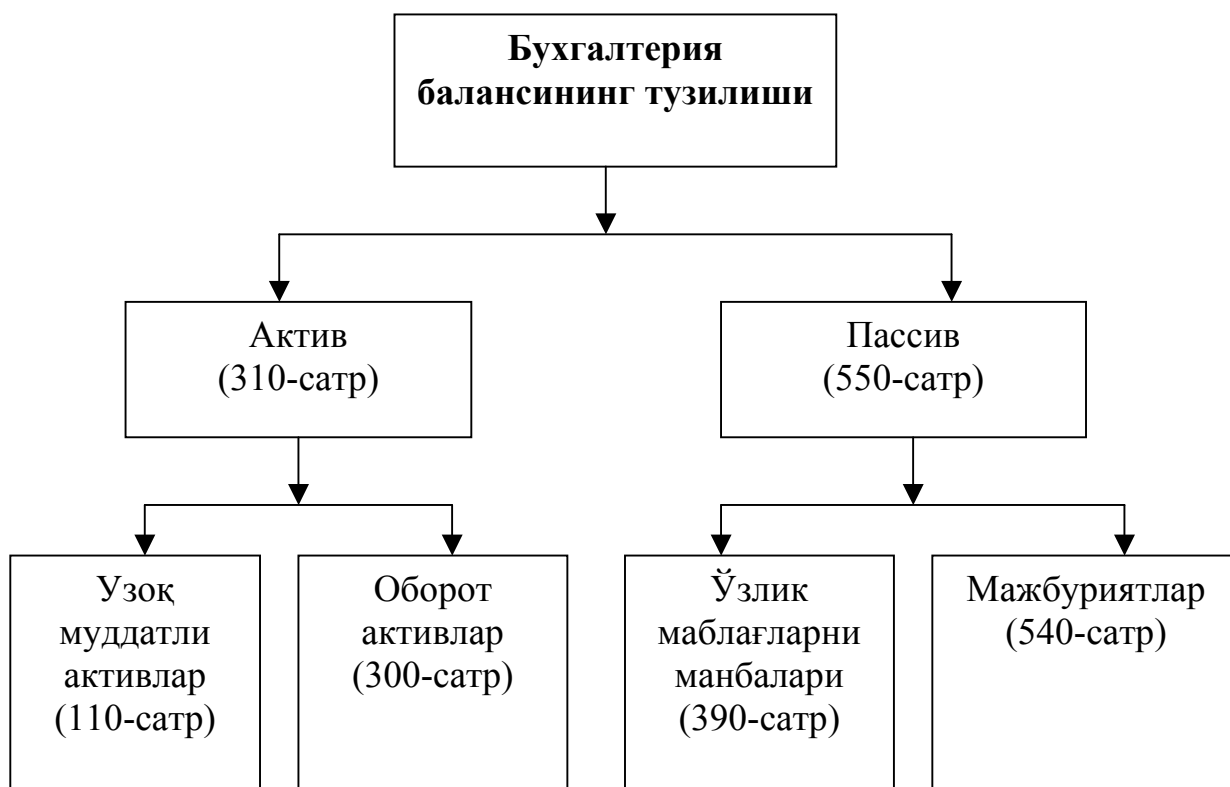 Бухгалтерия
балансининг тузилиши
Актив
(310-сатр)
Пассив
(550-сатр)
Узоқ
муддатли
активлар
(110-сатр)
Оборот
активлар
(300-сатр)
Ўзлик
маблағларни
манбалари
(390-сатр)
Мажбуриятлар
(540-сатр)